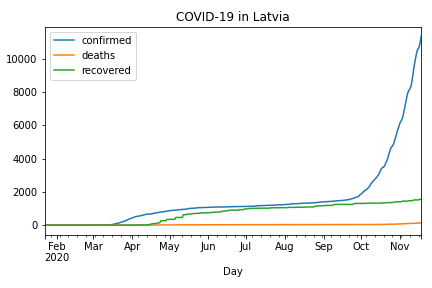 COVID-19 in Latvia
confirmed
deaths
recovered
10000
8000
6000
4000
2000
0
Feb Mar Apr May Jun Jul Aug Sep Oct Nov
2020
Day